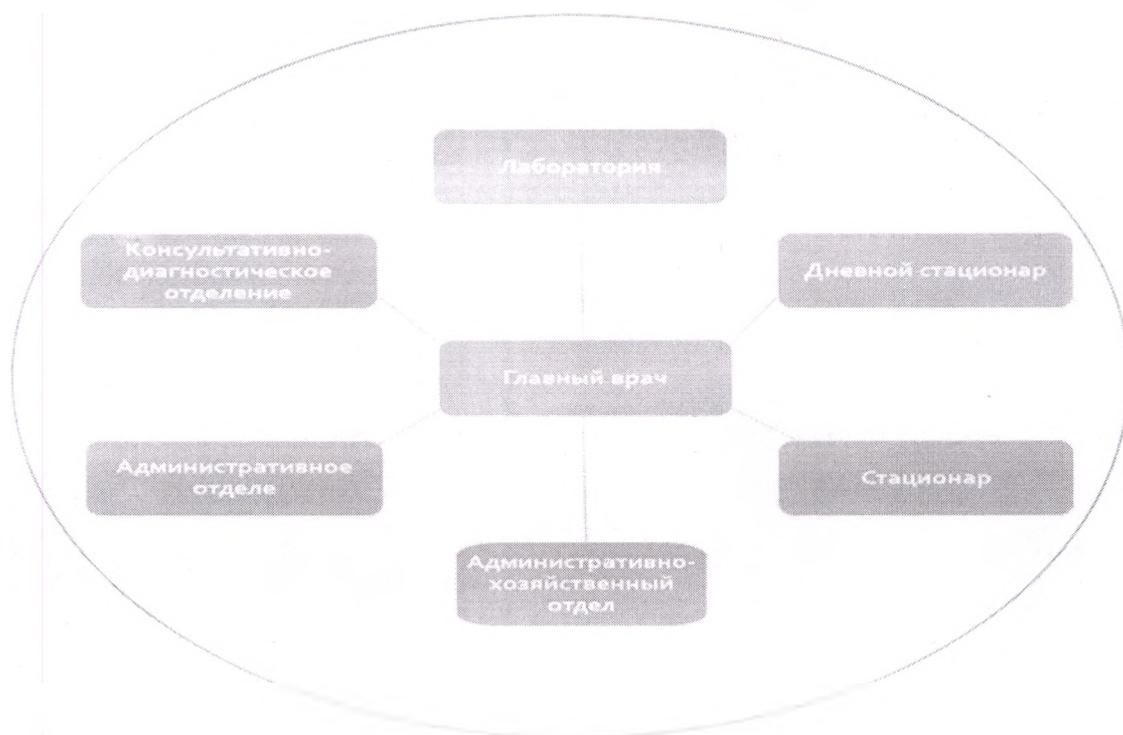 Лаборатория
Консультативно-
диагностическое
отделение
Дневной стационар
Главный врач
Административное
отделе
Стационар
Административно-
хозяйственный
отдел